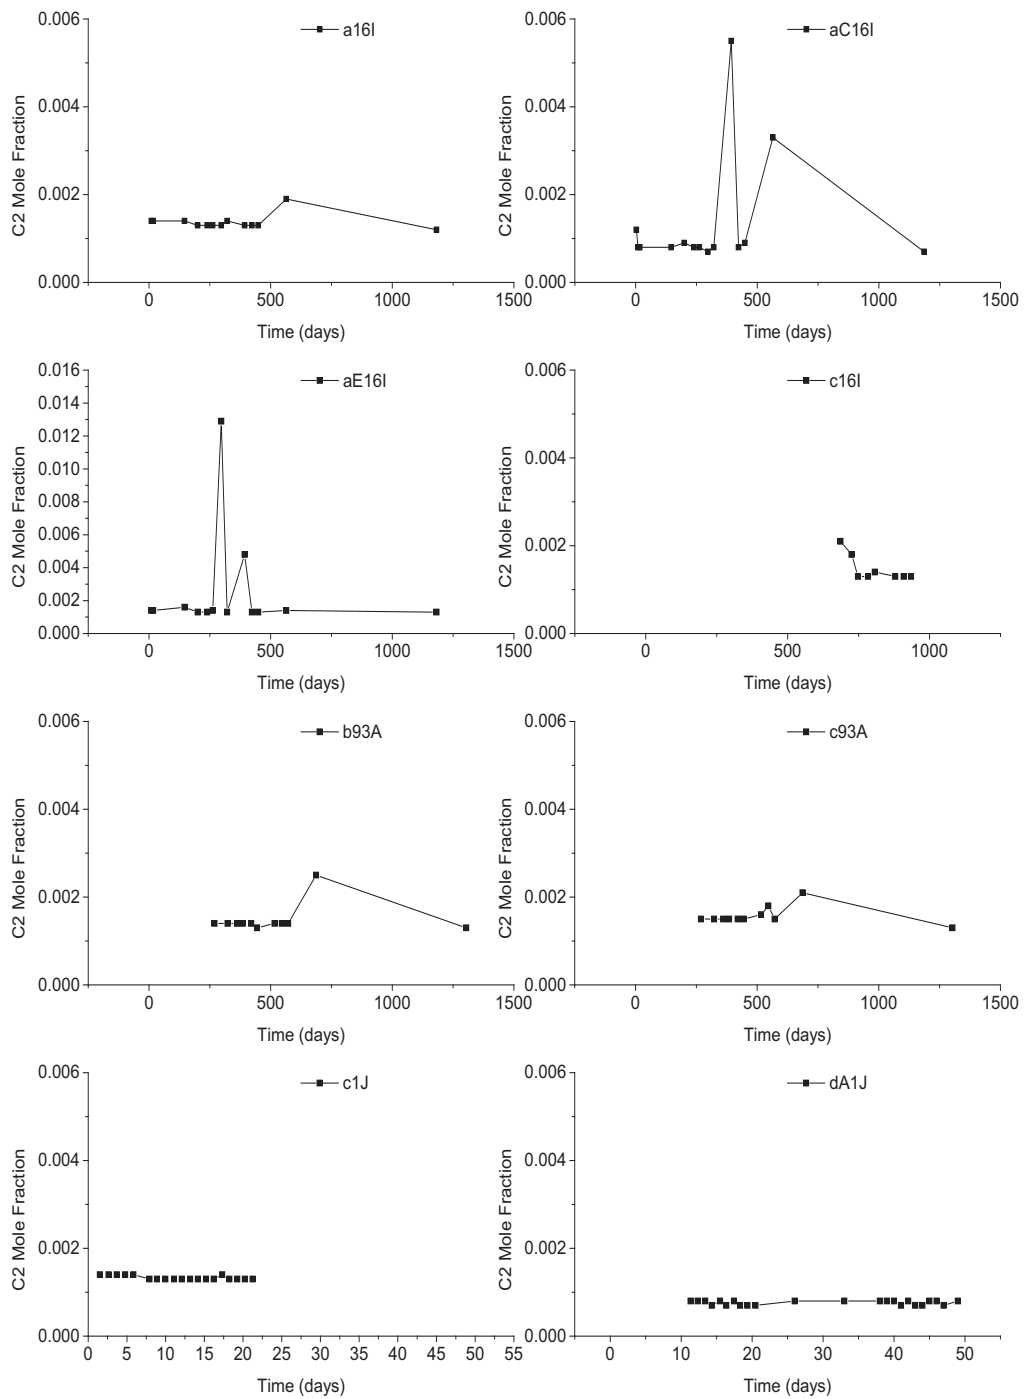 a16I
C2 Mole Fraction
0.006
0.004
0.002
0.000
0 500 1000 1500
Time (days)
aC16I
C2 Mole Fraction
0.006
0.004
0.002
0.000
0 500 1000 1500
Time (days)
aE16I
C2 Mole Fraction
0.016
0.014
0.012
0.010
0.008
0.006
0.004
0.002
0.000
0 500 1000 1500
Time (days)
c16I
C2 Mole Fraction
0.006
0.004
0.002
0.000
0 500 1000
Time (days)
b93A
C2 Mole Fraction
0.006
0.004
0.002
0.000
0 500 1000 1500
Time (days)
c93A
C2 Mole Fraction
0.006
0.004
0.002
0.000
0 500 1000 1500
Time (days)
c1J
C2 Mole Fraction
0.006
0.004
0.002
0.000
0 5 10 15 20 25 30 35 40 45 50 55
Time (days)
dA1J
C2 Mole Fraction
0.006
0.004
0.002
0.000
0 10 20 30 40 50
Time (days)